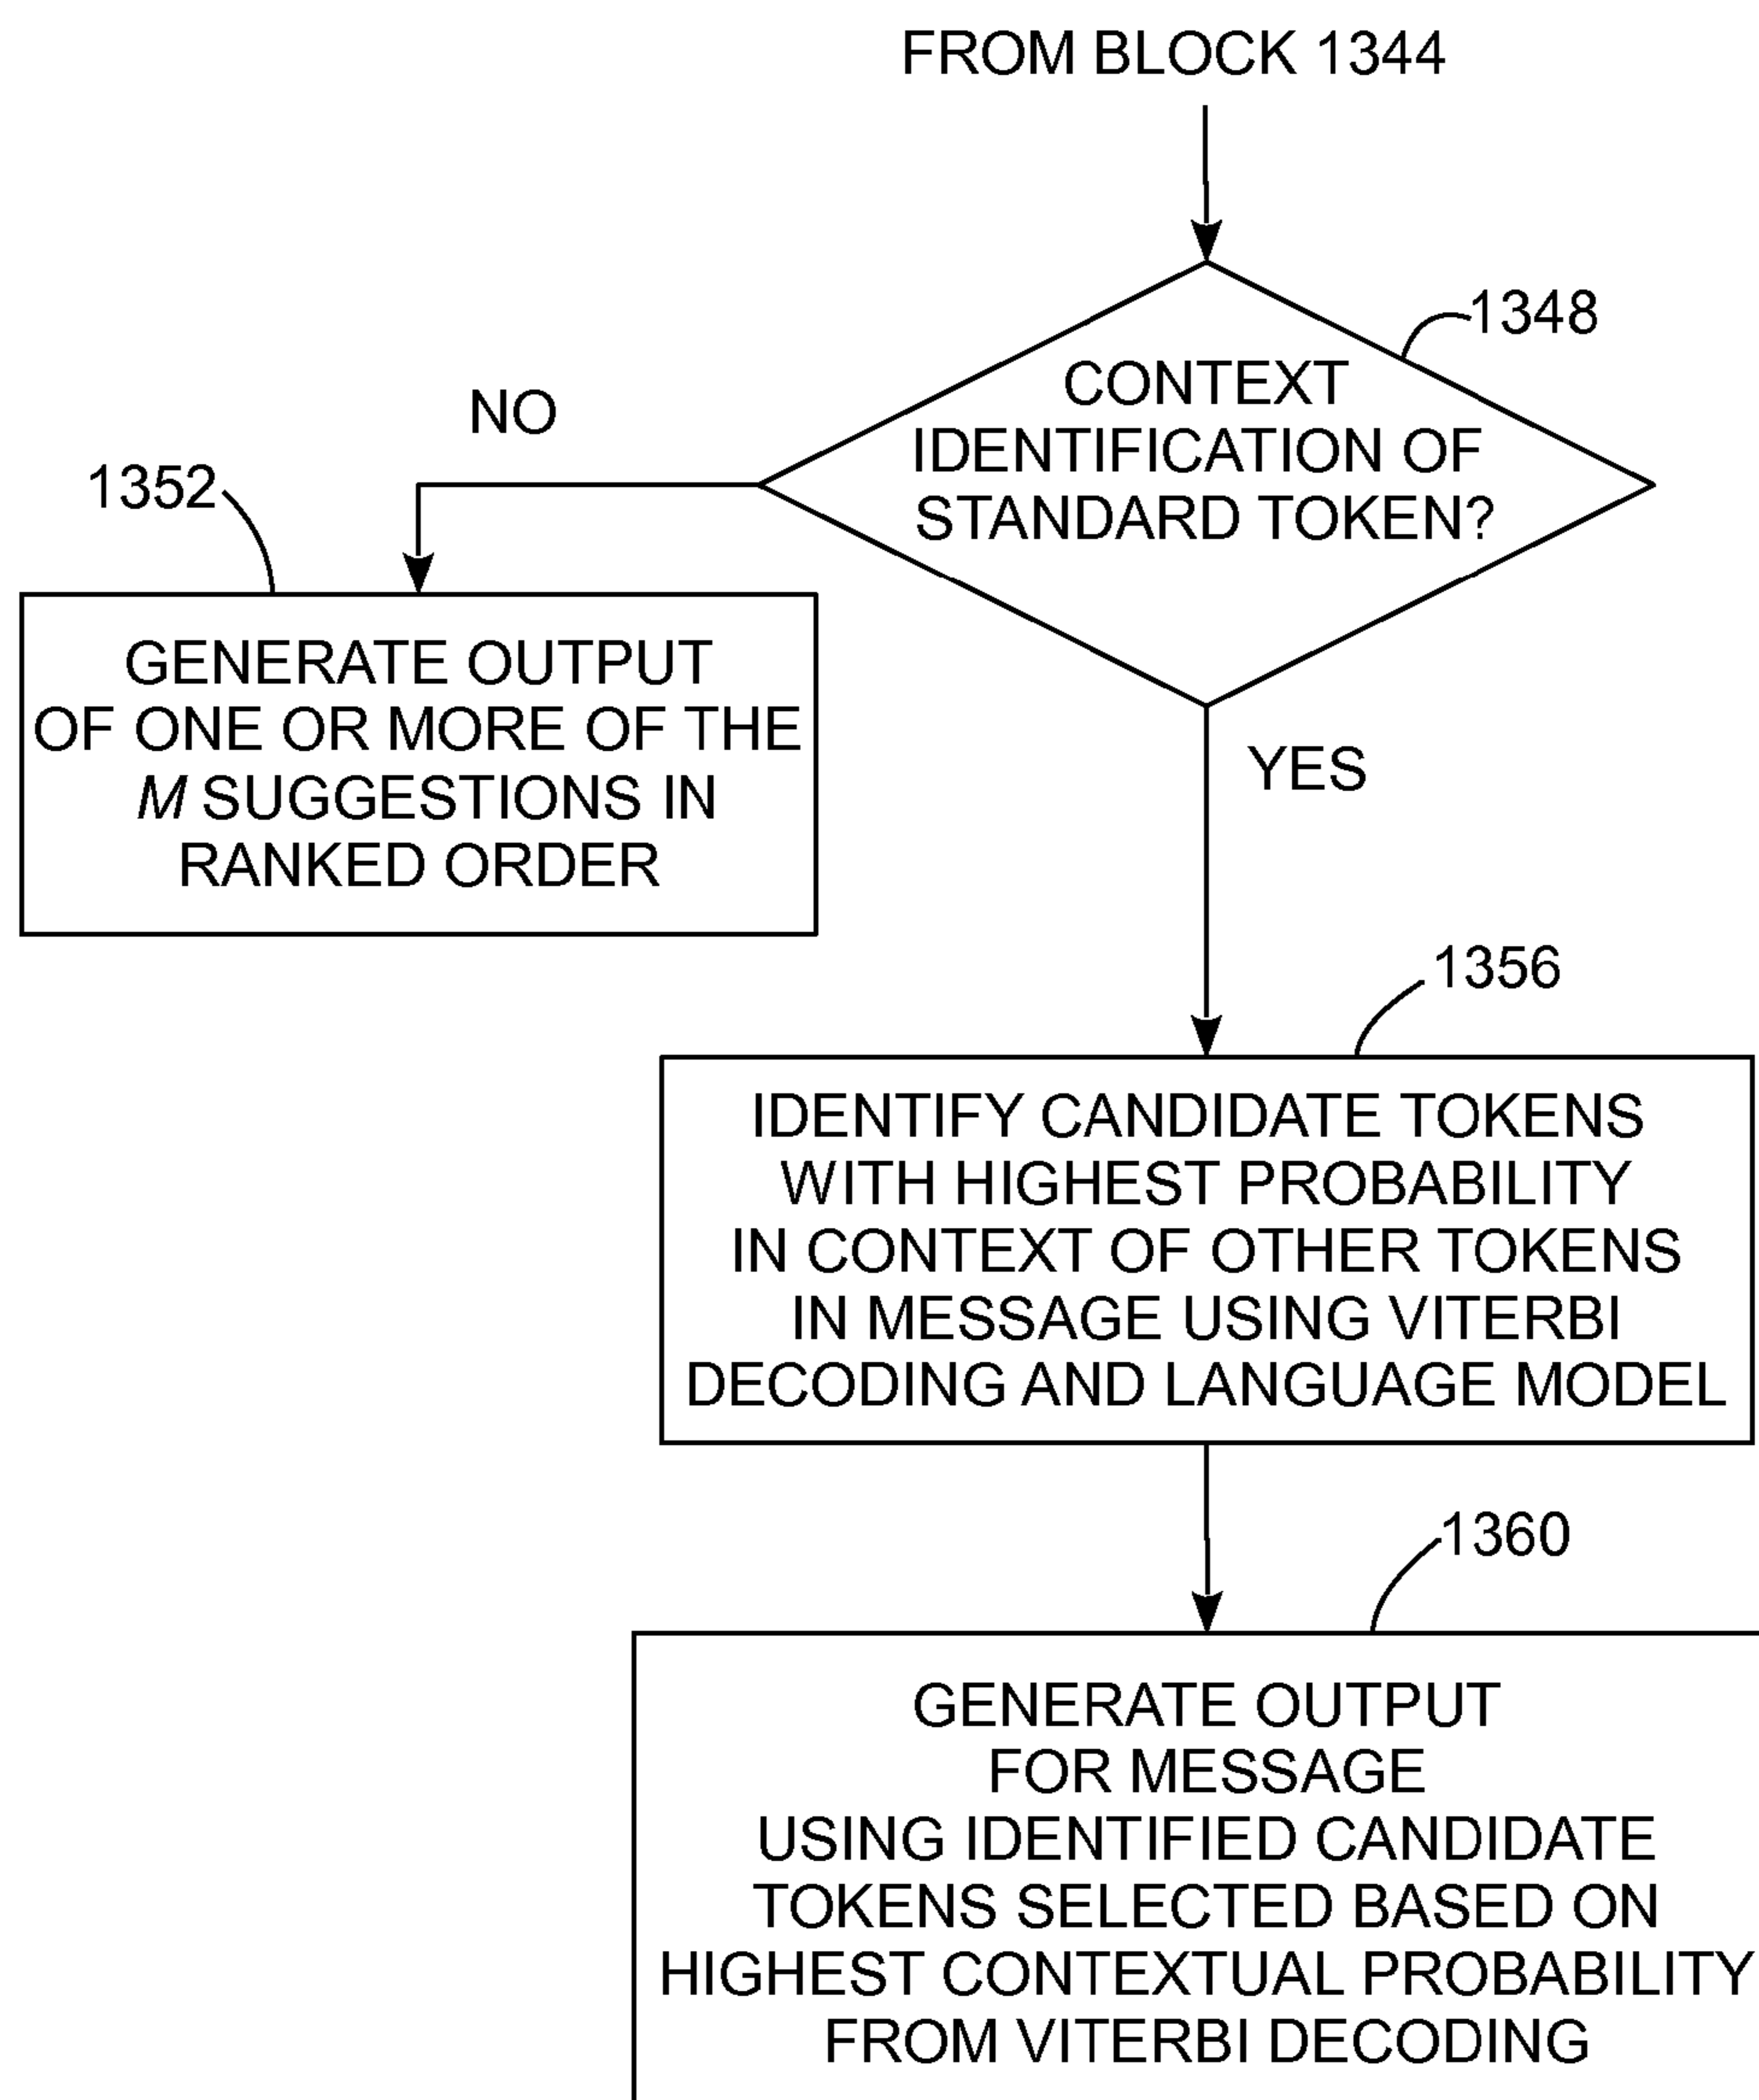 FROM BLOCK 1344
1348
CONTEXT
IDENTIFICATION OF
STANDARD TOKEN?
NO
1352
GENERATE OUTPUT
OF ONE OR MORE OF THE
M SUGGESTIONS IN
RANKED ORDER
YES
1356
IDENTIFY CANDIDATE TOKENS
WITH HIGHEST PROBABILITY
IN CONTEXT OF OTHER TOKENS
IN MESSAGE USING VITERBI
DECODING AND LANGUAGE MODEL
1360
GENERATE OUTPUT
FOR MESSAGE
USING IDENTIFIED CANDIDATE
TOKENS SELECTED BASED ON
HIGHEST CONTEXTUAL PROBABILITY
FROM VITERBI DECODING